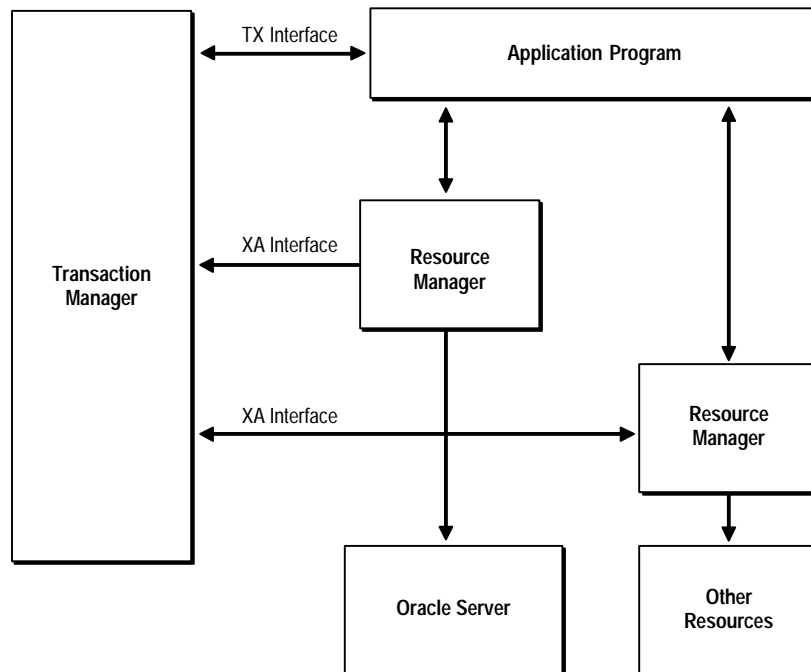 TX Interface
Application Program
XA Interface
Resource
Manager
Transaction
Manager
XA Interface
Resource
Manager
Oracle Server
Other
Resources